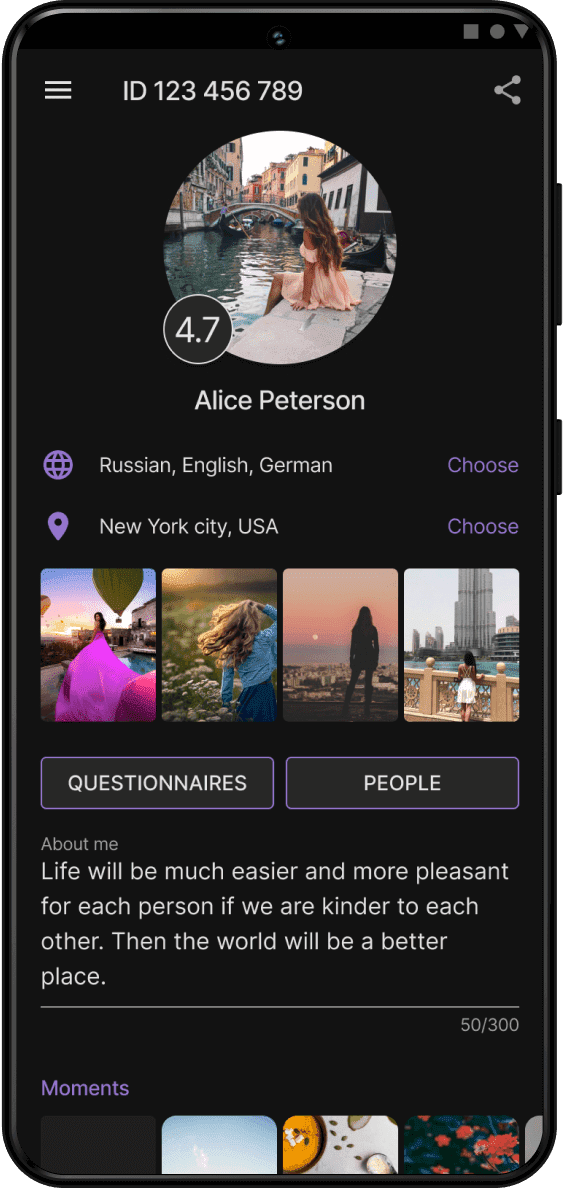 ID 123 456 789
4.7
Alice Peterson
Russian, English, German Choose
New York city, USA Choose
QUESTIONNAIRES PEOPLE
About me
Life will be much easier and more pleasant
for each person if we are kinder to each
other. Then the world will be a better
place.
50/300
Moments